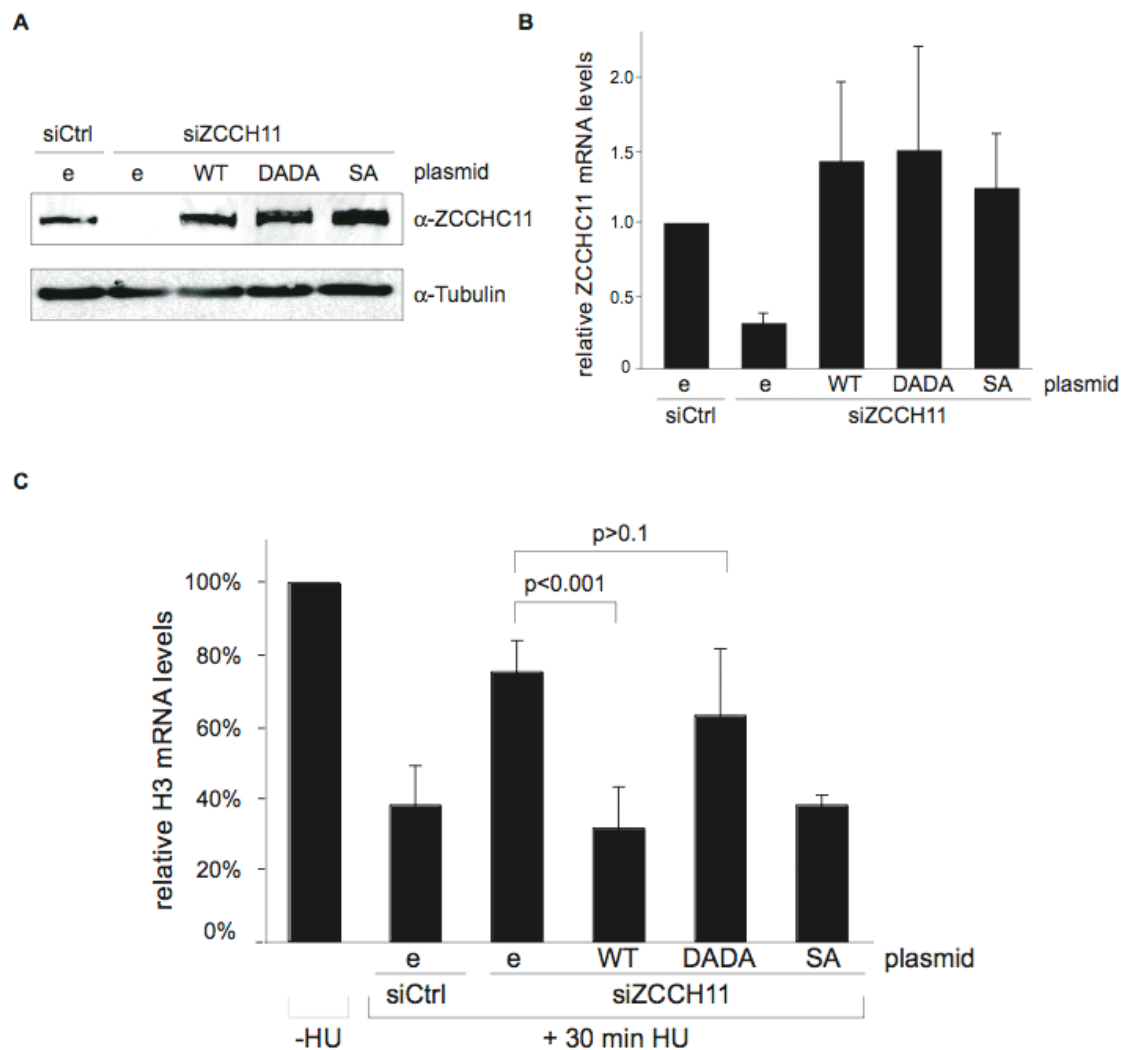 A
siCtrl siZCCH11
e e WT DADA SA plasmid
α-ZCCHC11
α-Tubulin
B
relative ZCCHC11 mRNA levels
2.0
1.5
1.0
0.5
0
e e WT DADA SA plasmid
siCtrl siZCCH11
C
relative H3 mRNA levels
p>0.1
p<0.001
100%
80%
60%
40%
20%
0%
e e WT DADA SA plasmid
siCtrl siZCCH11
-HU + 30 min HU